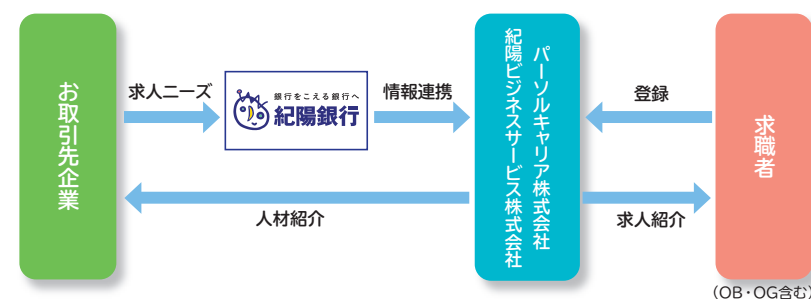 お取引先企業
求人ニーズ
銀行をこえる銀行へ
紀陽銀行
情報連携
パーソルキャリア株式会社
紀陽ビジネスサービス株式会社
登録
求職者
人材紹介
求人紹介
（OB・OG含む）